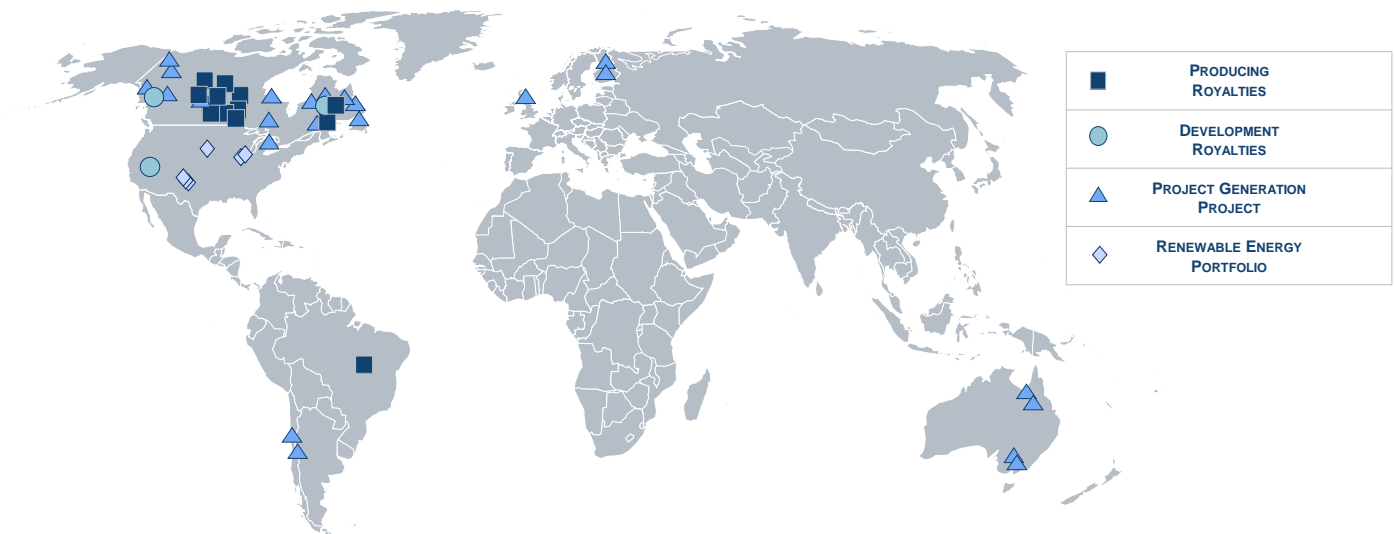 PRODUCING
ROYALTIES
DEVELOPMENT
ROYALTIES
PROJECT GENERATION
PROJECT
RENEWABLE ENERGY
PORTFOLIO